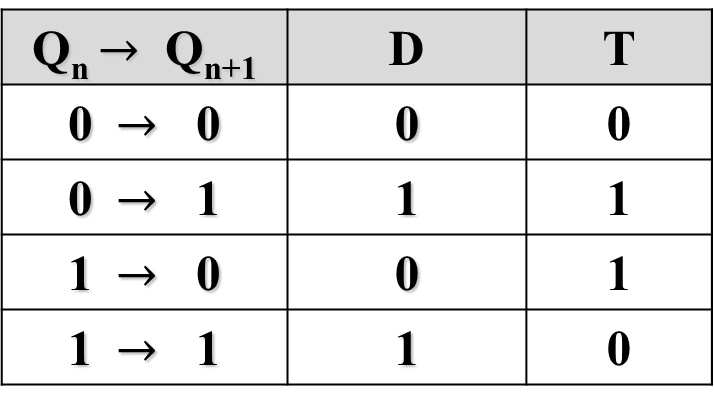 Qn → Qn+1 D T
0 → 0 0 0
0 → 1 1 1
1 → 0 0 1
1 → 1 1 0